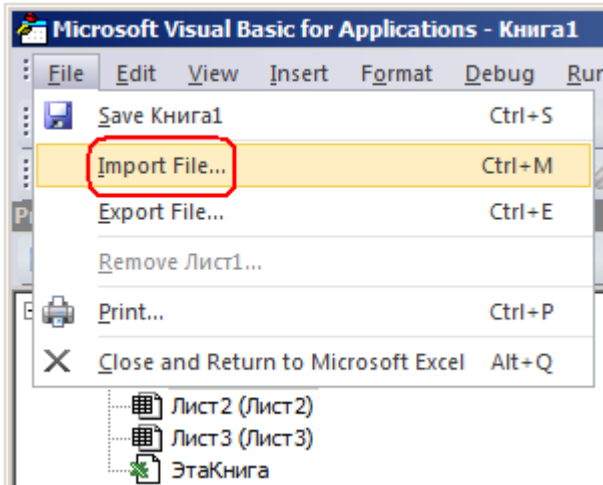 Microsoft Visual Basic for Applications - Книга1
File Edit View Insert Format Debug Run
Save Книга1 Ctrl+S
Import File... Ctrl+M
Export File... Ctrl+E
Remove Лист1...
Print... Ctrl+P
Close and Return to Microsoft Excel Alt+Q
Лист2 (Лист2)
Лист3 (Лист3)
ЭтаКнига